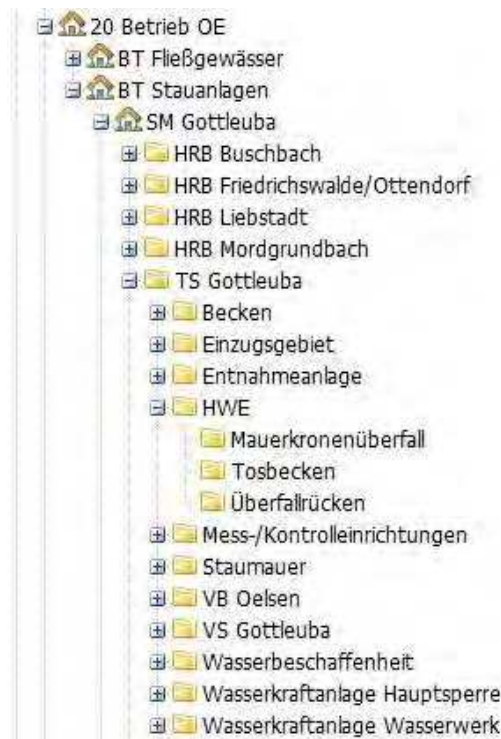 20 Betrieb OE
BT Fließgewässer
BT Stauanlagen
SM Gottleuba
HRB Buschbach
HRB Friedrichswalde/Ottendorf
HRB Liebstadt
HRB Mordgrundbach
TS Gottleuba
Becken
Einzugsgebiet
Entnahmeanlage
HWE
Mauerkronenüberfall
Tosbecken
Überfallrücken
Mess-/Kontrolleinrichtungen
Staumauer
VB Oelsen
VS Gottleuba
Wasserbeschaffenheit
Wasserkraftanlage Hauptsperre
Wasserkraftanlage Wasserwerk